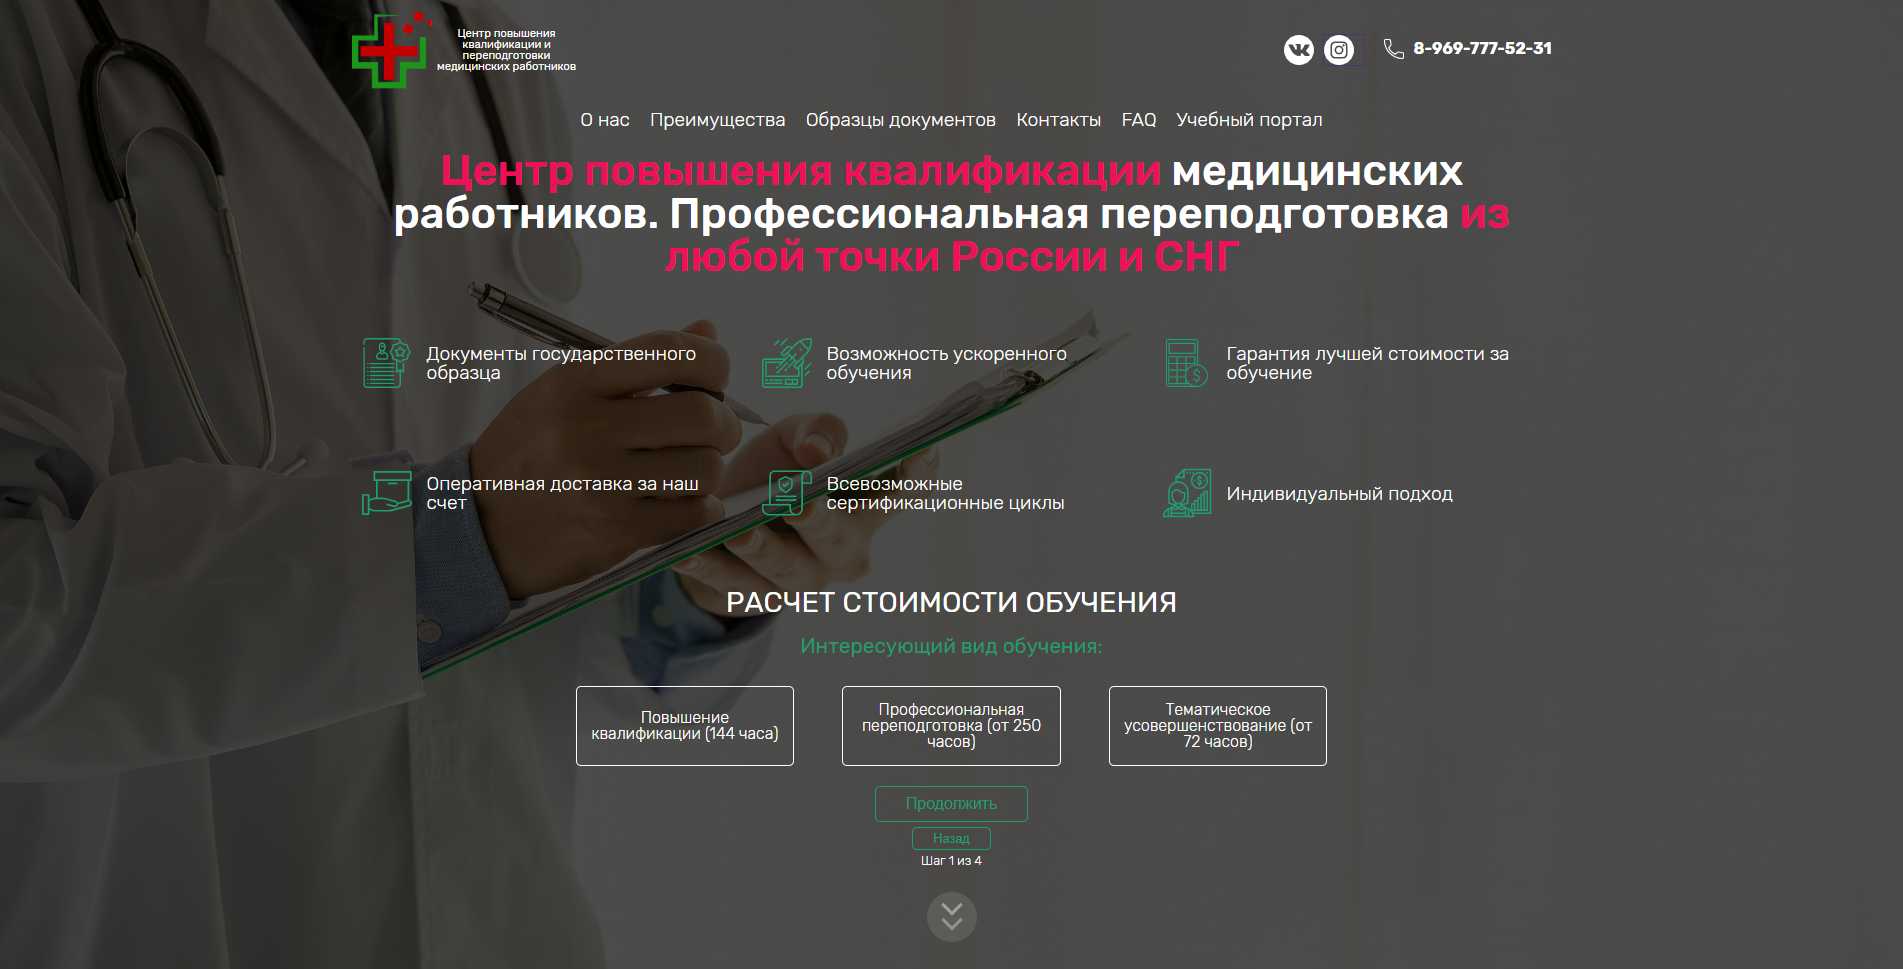 Центр повышения
квалификации и
переподготовки
медицинских работников
8-969-777-52-31
О нас Преимущества Образцы документов Контакты FAQ Учебный портал
Центр повышения квалификации медицинских
работников. Профессиональная переподготовка из
любой точки России и СНГ
Документы государственного
образца
Возможность ускоренного
обучения
Гарантия лучшей стоимости за
обучение
Оперативная доставка за наш
счет
Всевозможные
сертификационные циклы
Индивидуальный подход
РАСЧЕТ СТОИМОСТИ ОБУЧЕНИЯ
Интересующий вид обучения:
Повышение
квалификации (144 часа)
Профессиональная
переподготовка (от 250
часов)
Тематическое
усовершенствование (от
72 часов)
Продолжить
Назад
Шаг 1 из 4